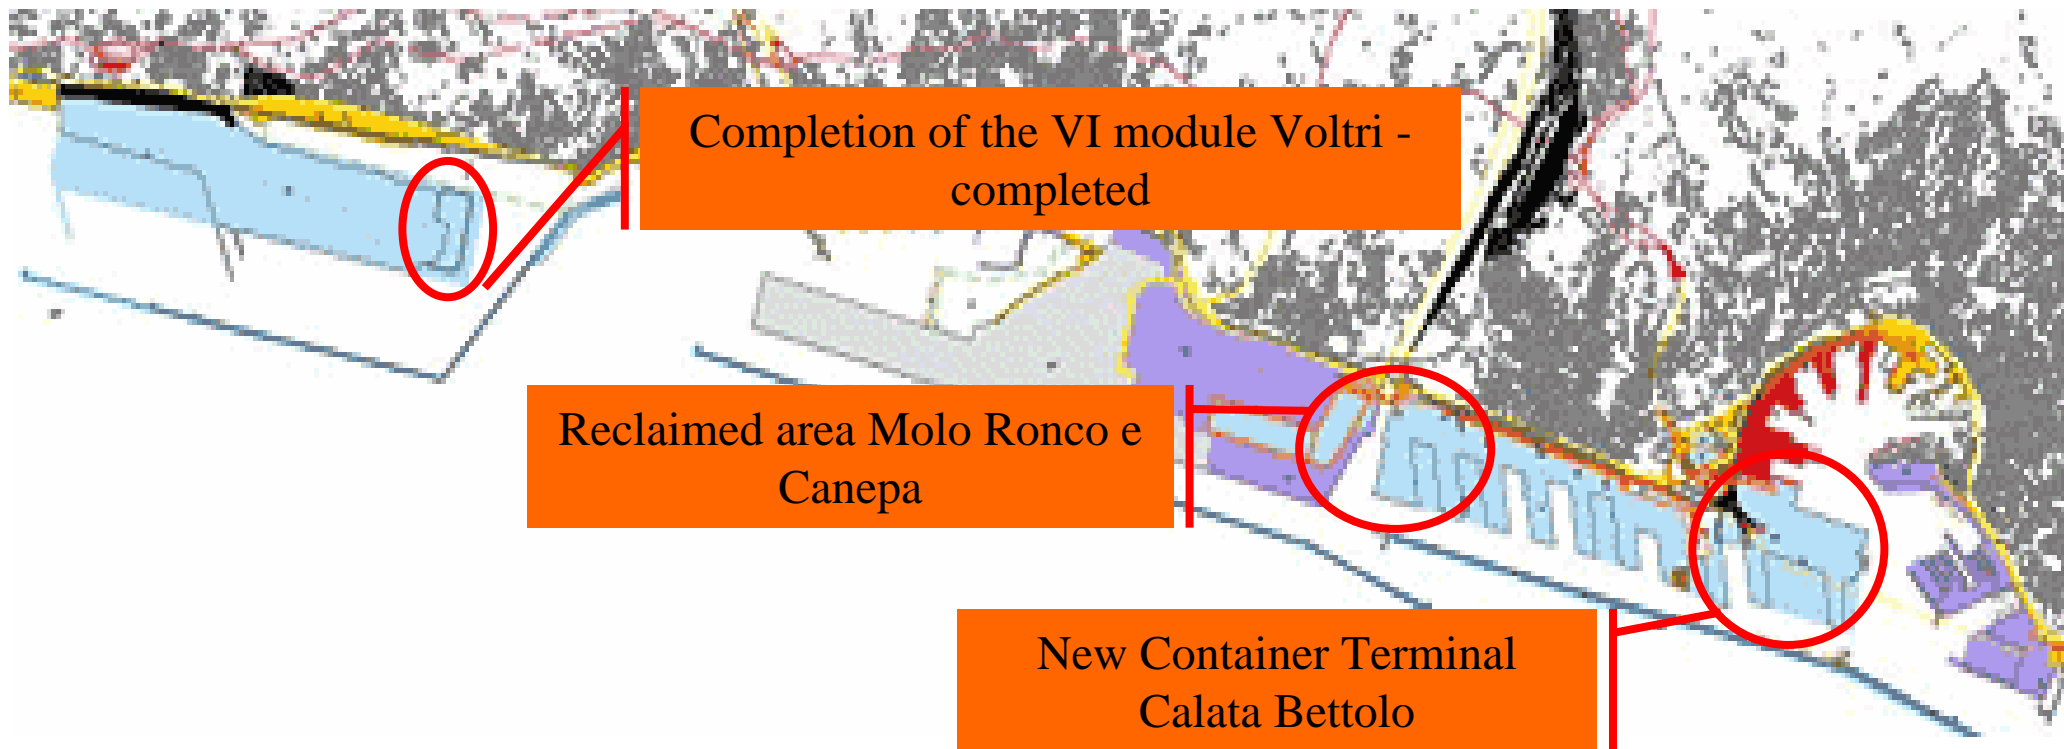 Completion of the VI module Voltri -
completed
Reclaimed area Molo Ronco e
Canepa
New Container Terminal
Calata Bettolo